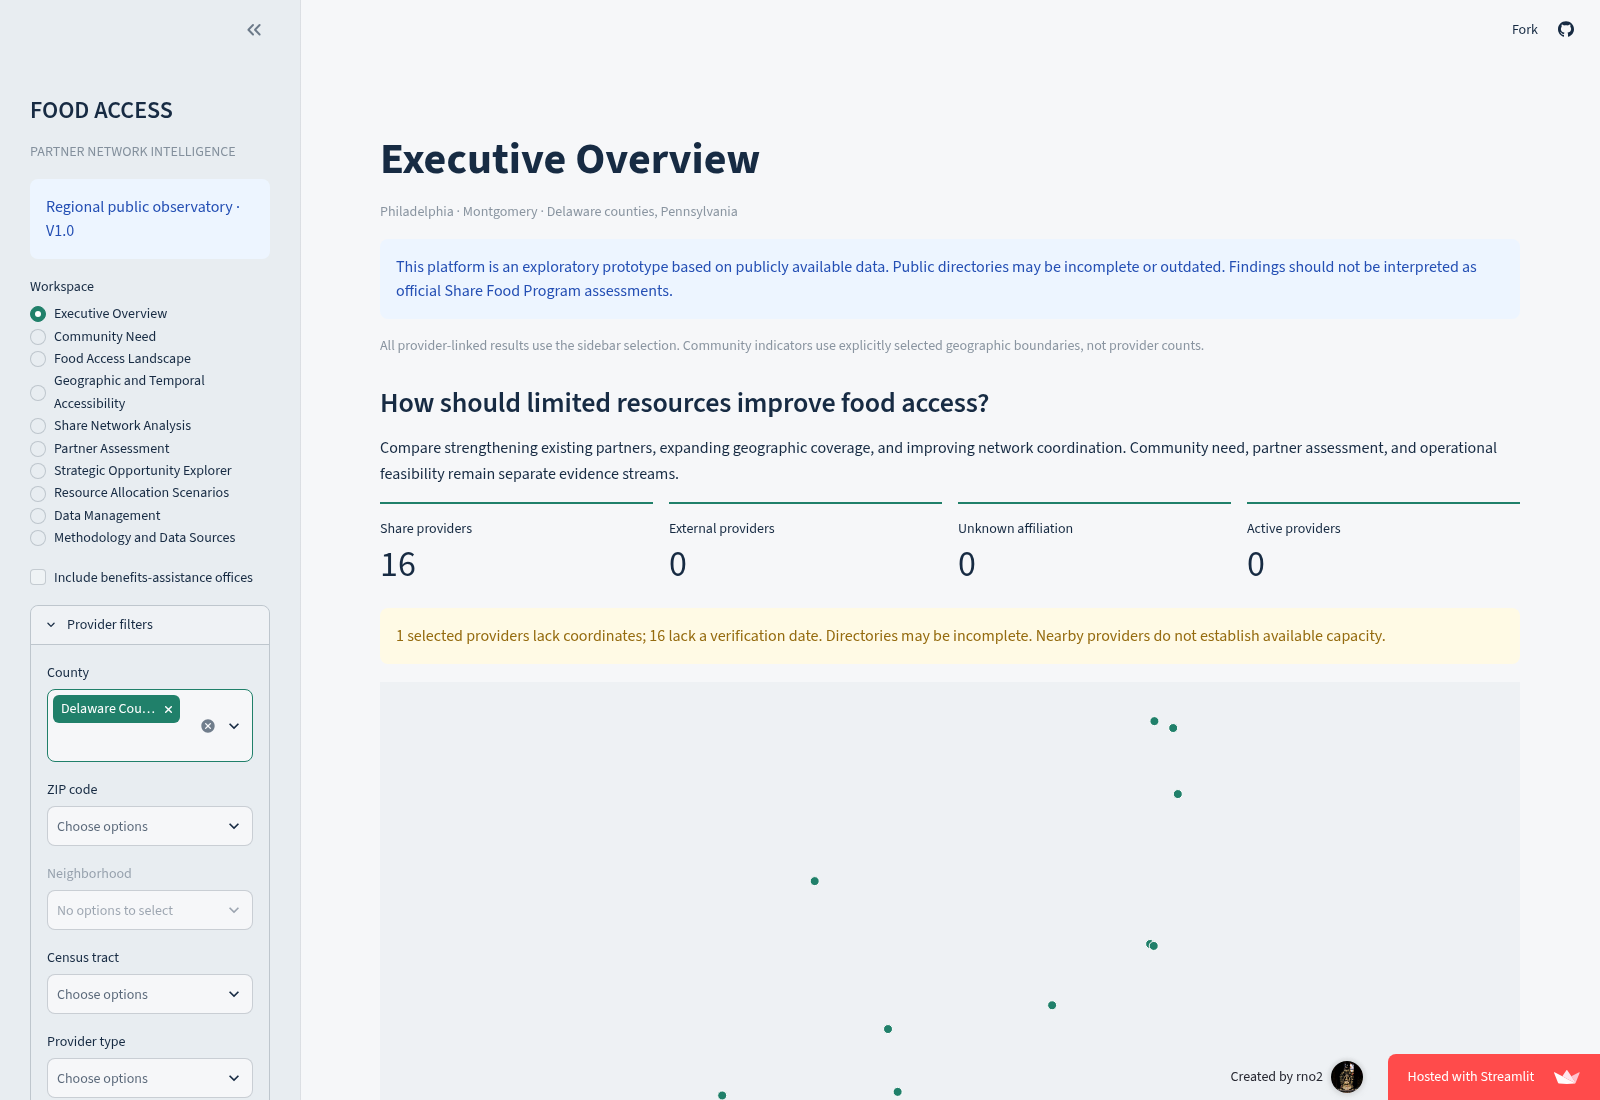 Fork
FOOD ACCESS
PARTNER NETWORK INTELLIGENCE
Regional public observatory ·
V1.0
Workspace
Executive Overview
Community Need
Food Access Landscape
Geographic and Temporal
Accessibility
Share Network Analysis
Partner Assessment
Strategic Opportunity Explorer
Resource Allocation Scenarios
Data Management
Methodology and Data Sources
Include benefits-assistance offices
Provider filters
County
Delaware Cou...
ZIP code
Choose options
Neighborhood
No options to select
Census tract
Choose options
Provider type
Choose options
Executive Overview
Philadelphia · Montgomery · Delaware counties, Pennsylvania
This platform is an exploratory prototype based on publicly available data. Public directories may be incomplete or outdated. Findings should not be interpreted as
official Share Food Program assessments.
All provider-linked results use the sidebar selection. Community indicators use explicitly selected geographic boundaries, not provider counts.
How should limited resources improve food access?
Compare strengthening existing partners, expanding geographic coverage, and improving network coordination. Community need, partner assessment, and operational
feasibility remain separate evidence streams.
Share providers
16
External providers
0
Unknown affiliation
0
Active providers
0
1 selected providers lack coordinates; 16 lack a verification date. Directories may be incomplete. Nearby providers do not establish available capacity.
Created by rno2
Hosted with Streamlit